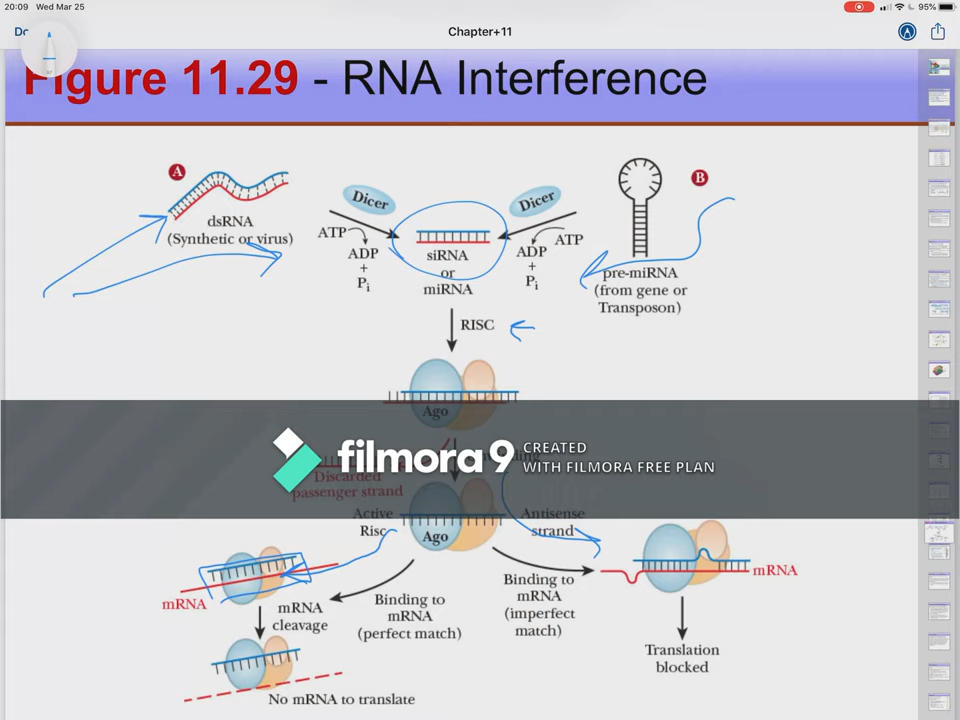 20:09 Wed Mar 25
95%
Chapter+11
Figure 11.29 - RNA Interference
A
B
dsRNA
(Synthetic or virus)
Dicer
ATP
ADP
+
Pi
siRNA
or
miRNA
Dicer
ATP
ADP
+
Pi
pre-miRNA
(from gene or
Transposon)
RISC
Ago
filmora9
CREATED
WITH FILMORA FREE PLAN
Discarded
passenger strand
Active
Risc
Ago
Antisense
strand
mRNA
mRNA
cleavage
Binding to
mRNA
(perfect match)
Binding to
mRNA
(imperfect
match)
mRNA
Translation
blocked
No mRNA to translate